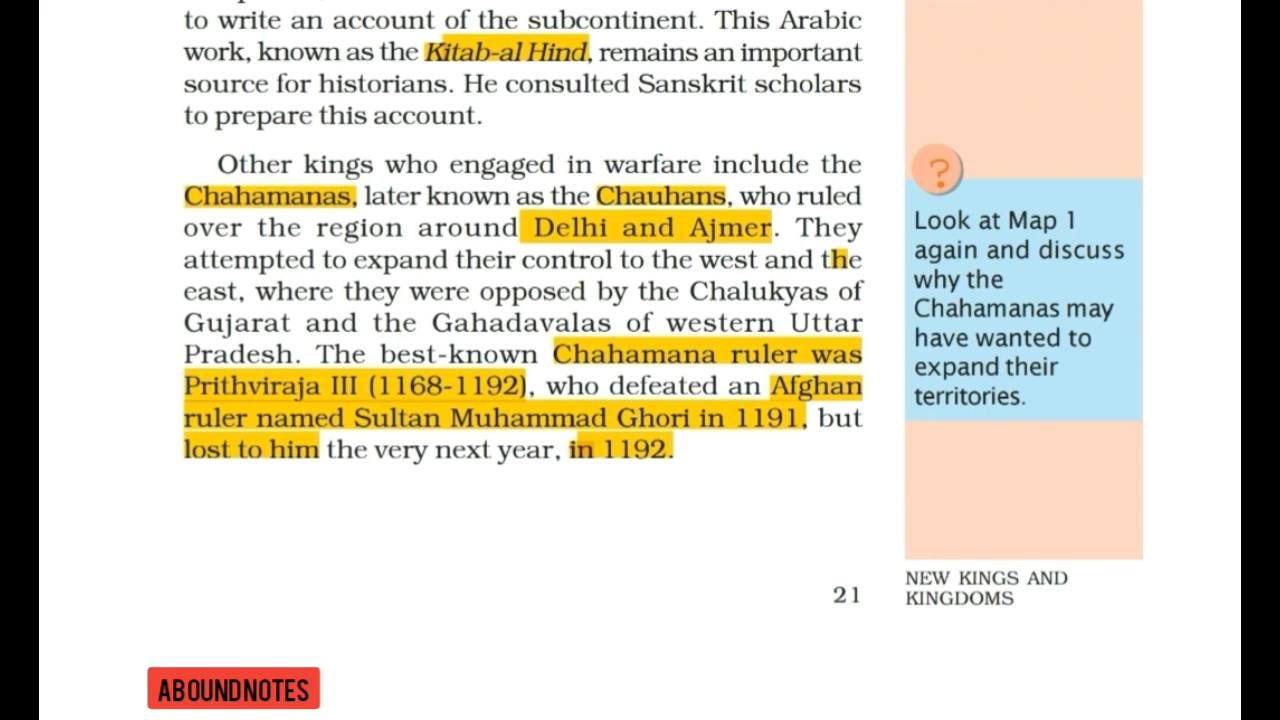 to write an account of the subcontinent. This Arabic
work, known as the Kitab-al Hind, remains an important
source for historians. He consulted Sanskrit scholars
to prepare this account.
Other kings who engaged in warfare include the
Chahamanas, later known as the Chauhans, who ruled
over the region around Delhi and Ajmer. They
attempted to expand their control to the west and the
east, where they were opposed by the Chalukyas of
Gujarat and the Gahadavalas of western Uttar
Pradesh. The best-known Chahamana ruler was
Prithviraja III (1168-1192), who defeated an Afghan
ruler named Sultan Muhammad Ghori in 1191, but
lost to him the very next year, in 1192.
?
Look at Map 1
again and discuss
why the
Chahamanas may
have wanted to
expand their
territories.
21
NEW KINGS AND
KINGDOMS
ABOUNDNOTES